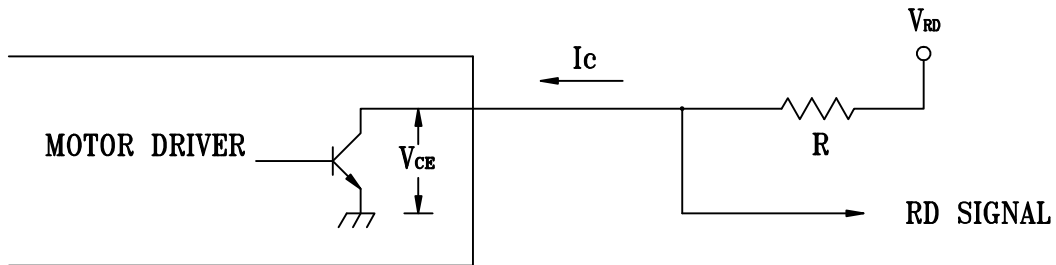 V_RD
Ic
MOTOR DRIVER
V_CE
R
RD SIGNAL